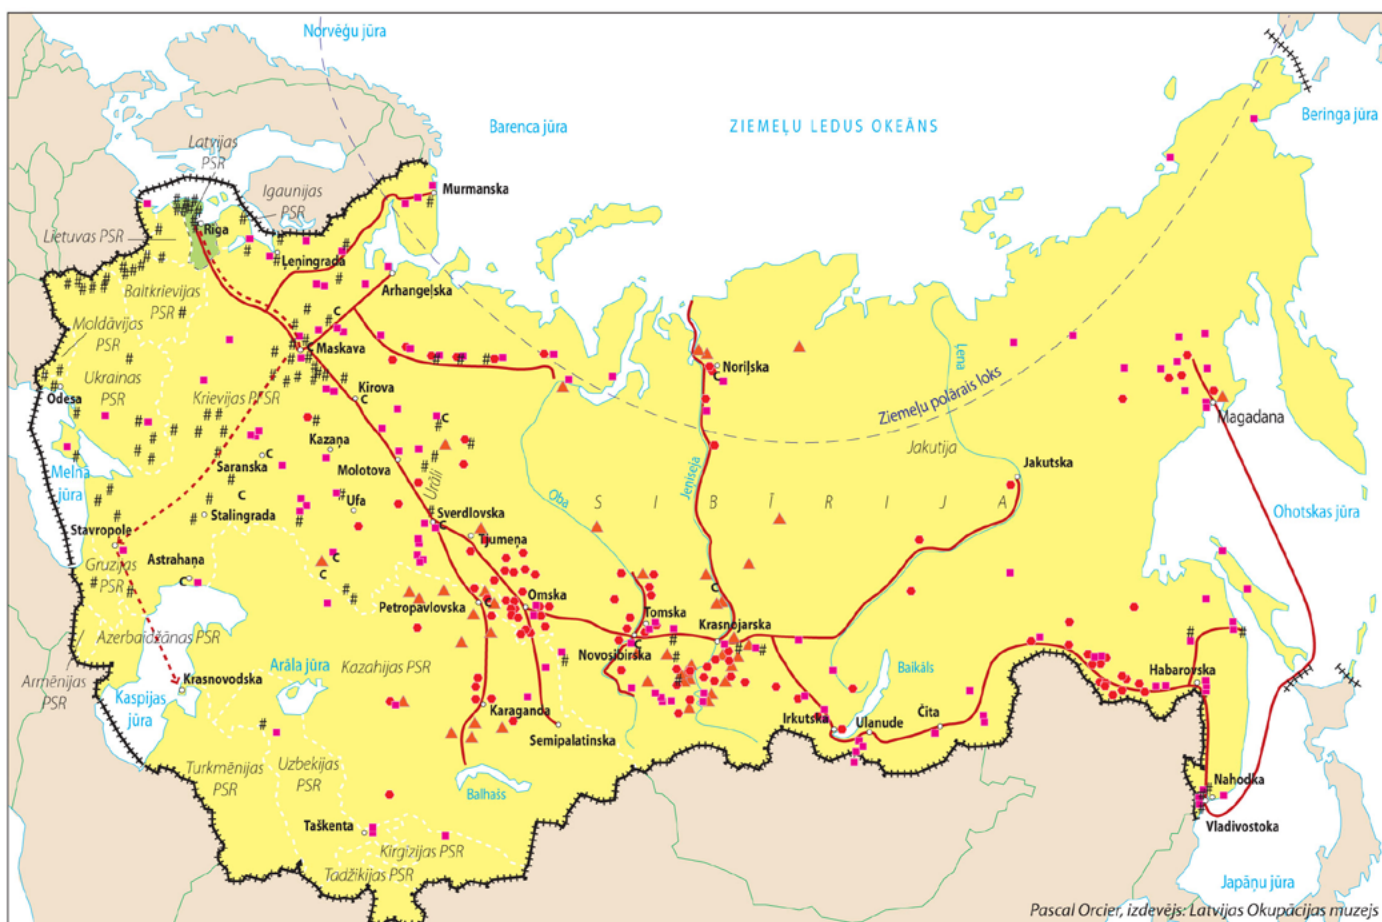 Norvēģu jūra
Barenca jūra
ZIEMEĻU LEDUS OKEĀNS
Beringa jūra
Latvijas
PSR
Igaunijas
PSR
Murmanska
Lietuvas PSR
Rīga
Ļeņingrada
Baitkrievijas
PSR
Arhangeļska
Moldāvijas
PSR
Maskava
Ukrainas
PSR
Krievijas PFSR
Odesa
Kirova
C
C
C
C
Noriļska
C
Ļena
Ziemeļu polārais loks
Magadana
Melnā
jūra
Kazaņa
Saranska
C
Molotova
Urāli
Jakutija
Jakutska
Jeņiseja
Oba
S I B Ī R I J A
Ufa
C
Stalingrada
Sverdlovska
C
Tjumeņa
Ohotskas jūra
Stavropole
Gruzijas
PSR
Astrahaņa
C
C
C
Petropavlovska
C
Omska
Tomska
Krasnojarska
C
Novosibirska
Azerbaidžānas PSR
Arāla jūra
Kazahijas PSR
Baikāls
Habarovska
Armēnijas
PSR
Kaspijas
jūra
Krasnovodska
Karaganda
Semipalatinska
Irkutska
Ulanude
Čita
Turkmēnijas
PSR
Uzbekijas
PSR
Balhašs
Nahodka
Taškenta
Kirgīzijas PSR
Tadžikijas PSR
Vladivostoka
Japāņu jūra
Pascal Orcier, izdevējs: Latvijas Okupācijas muzejs